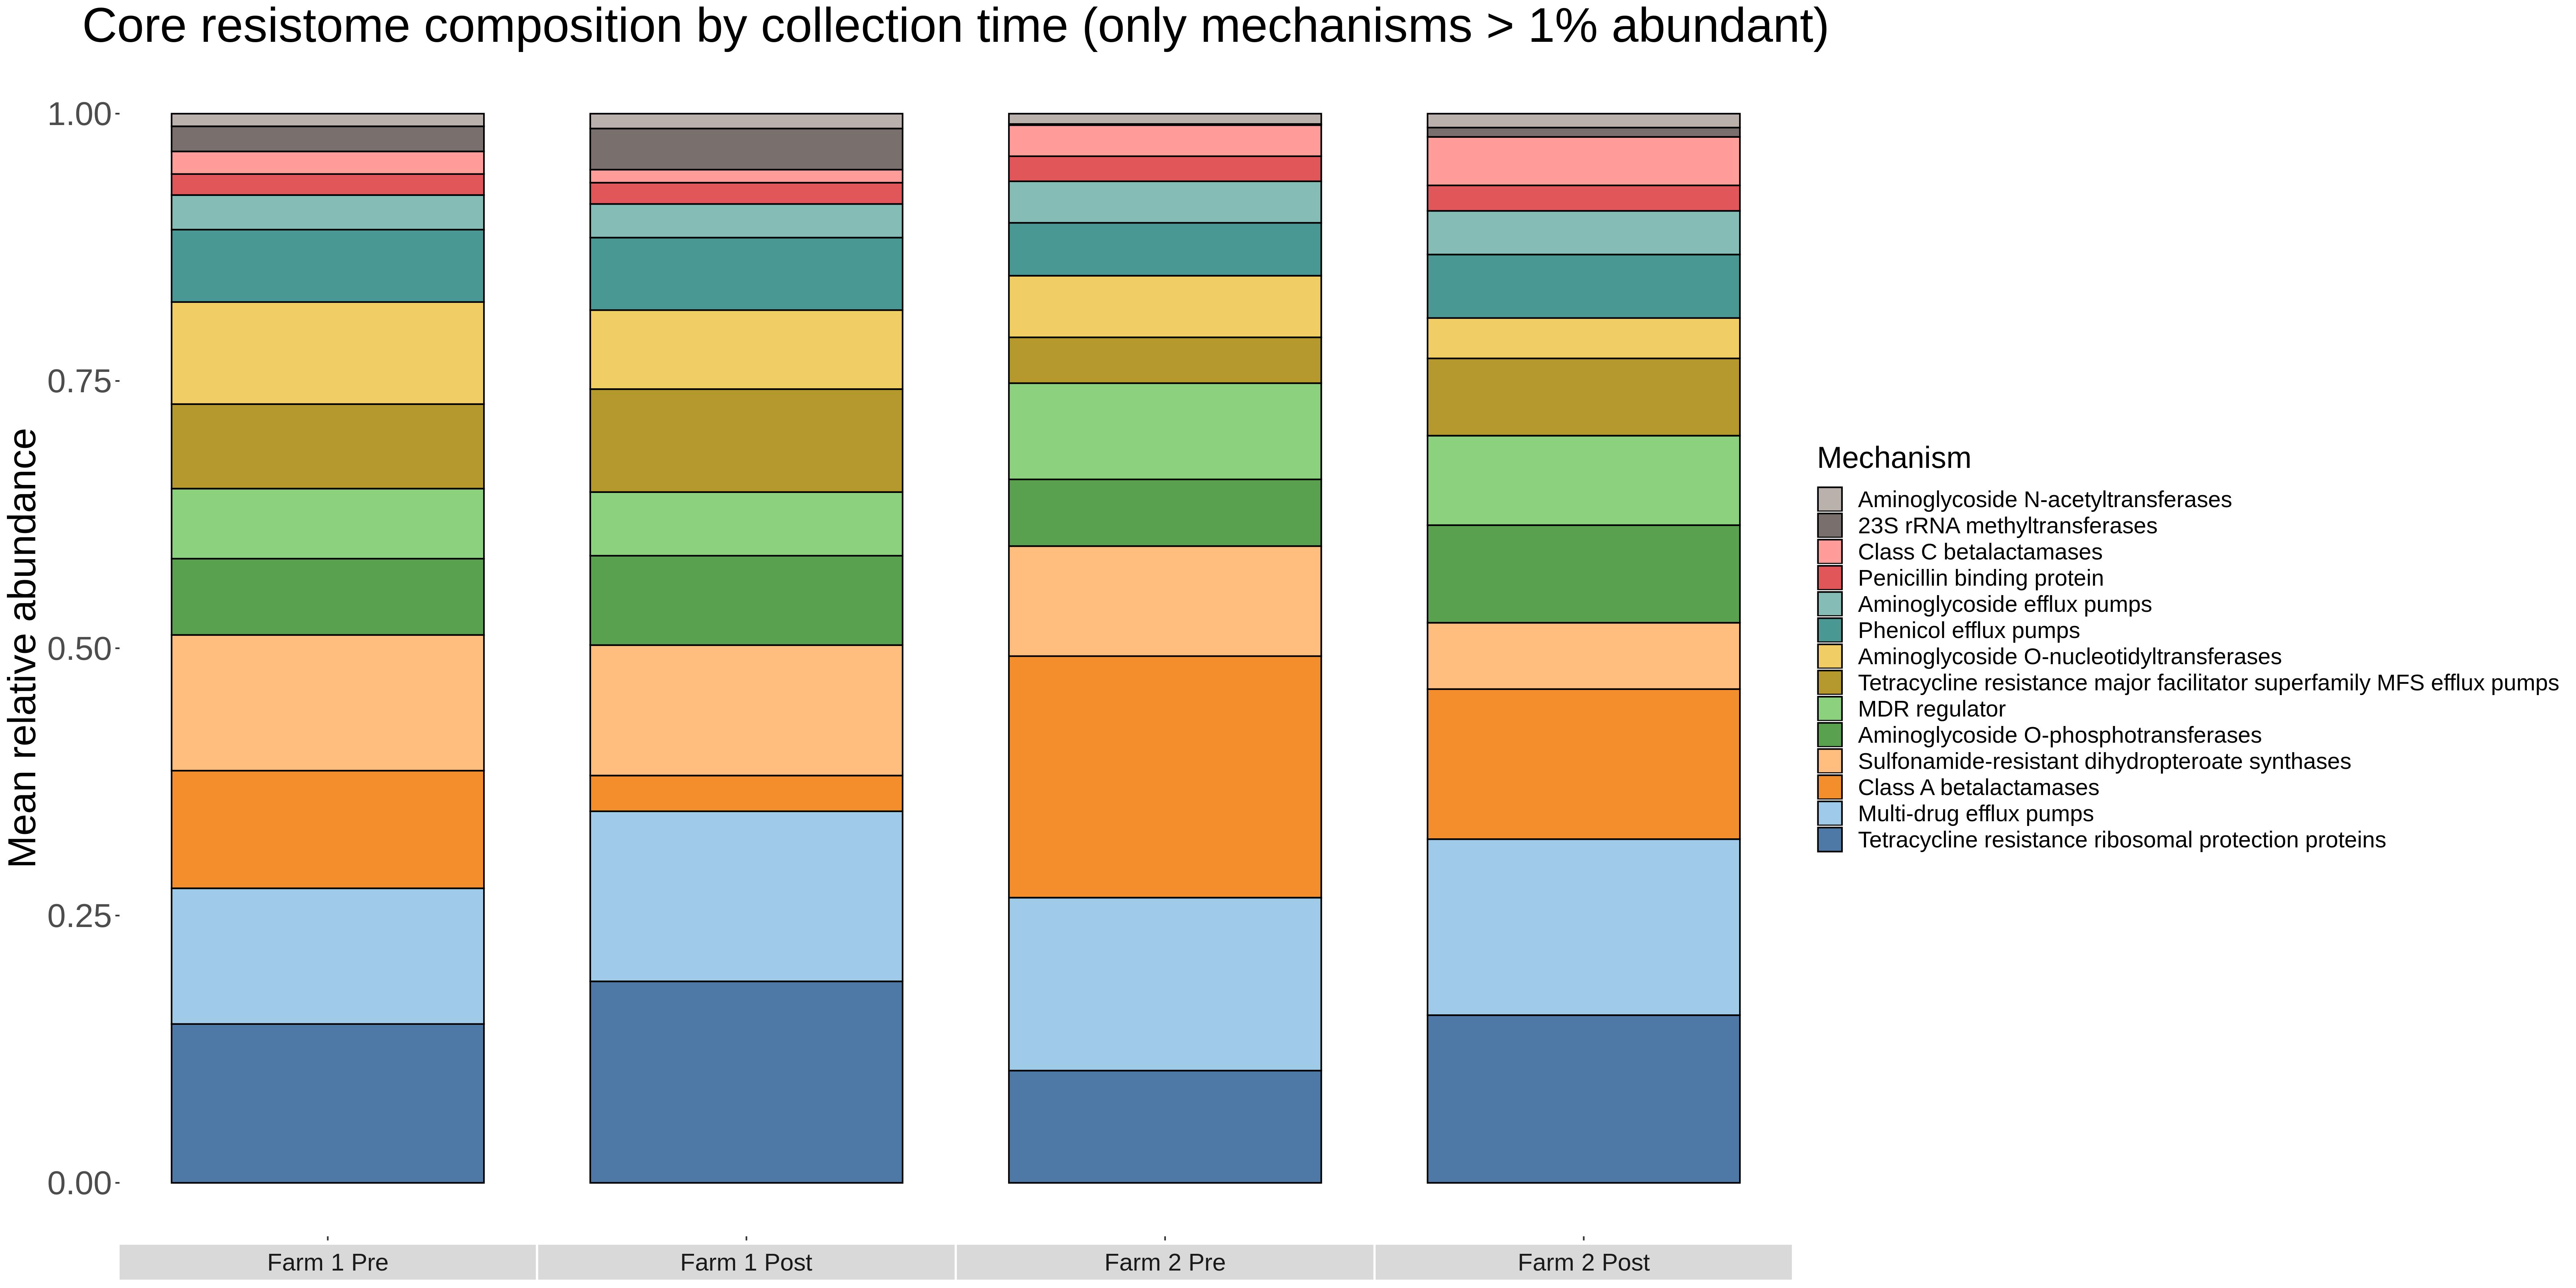 Core resistome composition by collection time (only mechanisms > 1% abundant)
Mean relative abundance
1.00
0.75
0.50
0.25
0.00
Farm 1 Pre
Farm 1 Post
Farm 2 Pre
Farm 2 Post
Mechanism
Aminoglycoside N-acetyltransferases
23S rRNA methyltransferases
Class C betalactamases
Penicillin binding protein
Aminoglycoside efflux pumps
Phenicol efflux pumps
Aminoglycoside O-nucleotidyltransferases
Tetracycline resistance major facilitator superfamily MFS efflux pumps
MDR regulator
Aminoglycoside O-phosphotransferases
Sulfonamide-resistant dihydropteroate synthases
Class A betalactamases
Multi-drug efflux pumps
Tetracycline resistance ribosomal protection proteins